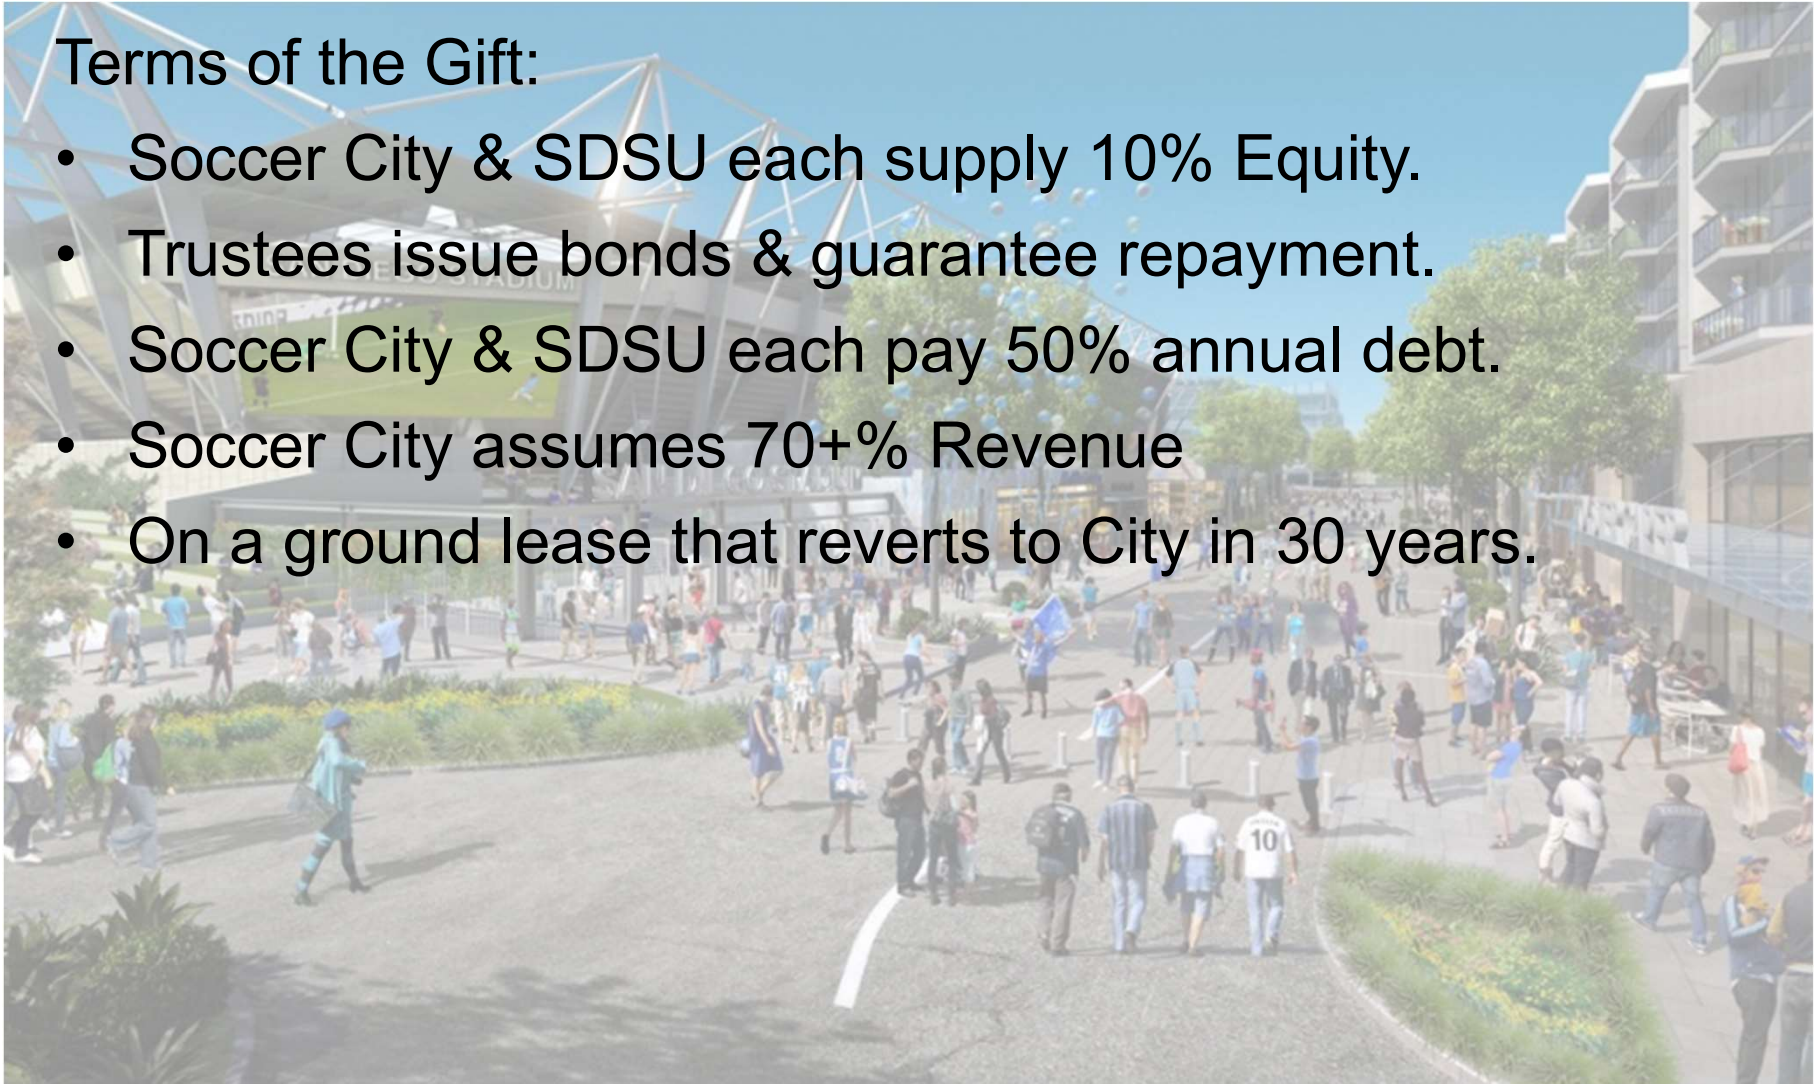 Terms of the Gift:
• Soccer City & SDSU each supply 10% Equity.
• Trustees issue bonds & guarantee repayment.
STADIUM
• Soccer City & SDSU each pay 50% annual debt.
• Soccer City assumes 70+% Revenue
• On a ground lease that reverts to City in 30 years.
10